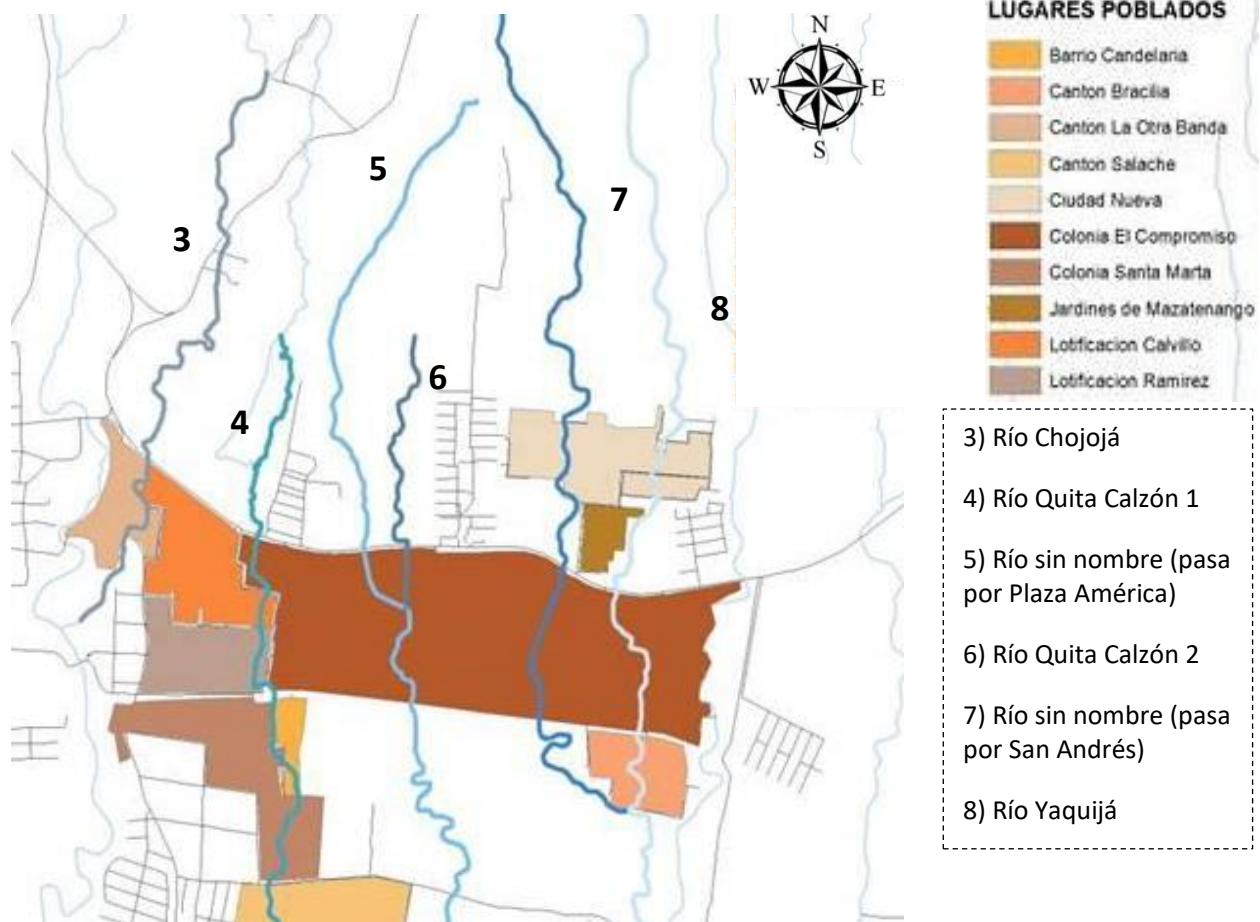 LUGARES POBLADOS
Barrio Candelaria
Canton Bracilia
Canton La Otra Banda
Canton Salache
Ciudad Nueva
Colonia El Compromiso
Colonia Santa Marta
Jardines de Mazatenango
Lotificacion Calvillo
Lotificacion Ramirez
N
W E
S
5
7
3
8
6
4
3) Río Chojojá
4) Río Quita Calzón 1
5) Río sin nombre (pasa
por Plaza América)
6) Río Quita Calzón 2
7) Río sin nombre (pasa
por San Andrés)
8) Río Yaquijá